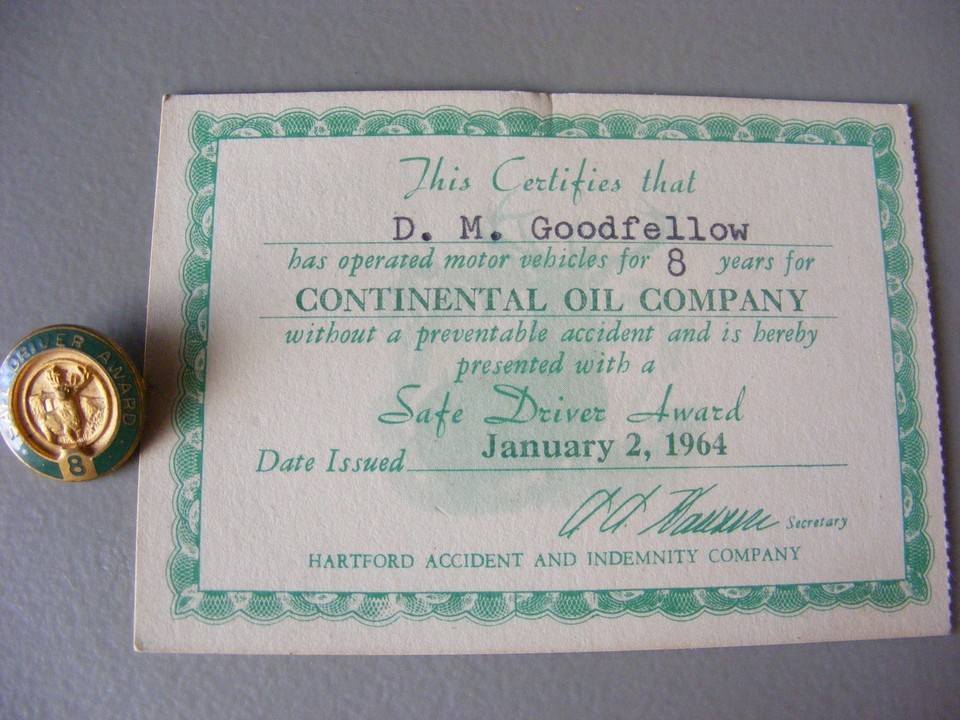 This Certifies that
D. M. Goodfellow
has operated motor vehicles for 8 years for
CONTINENTAL OIL COMPANY
without a preventable accident and is hereby
presented with a
Safe Driver Award
Date Issued January 2, 1964
Secretary
HARTFORD ACCIDENT AND INDEMNITY COMPANY
DRIVER AWARD
8